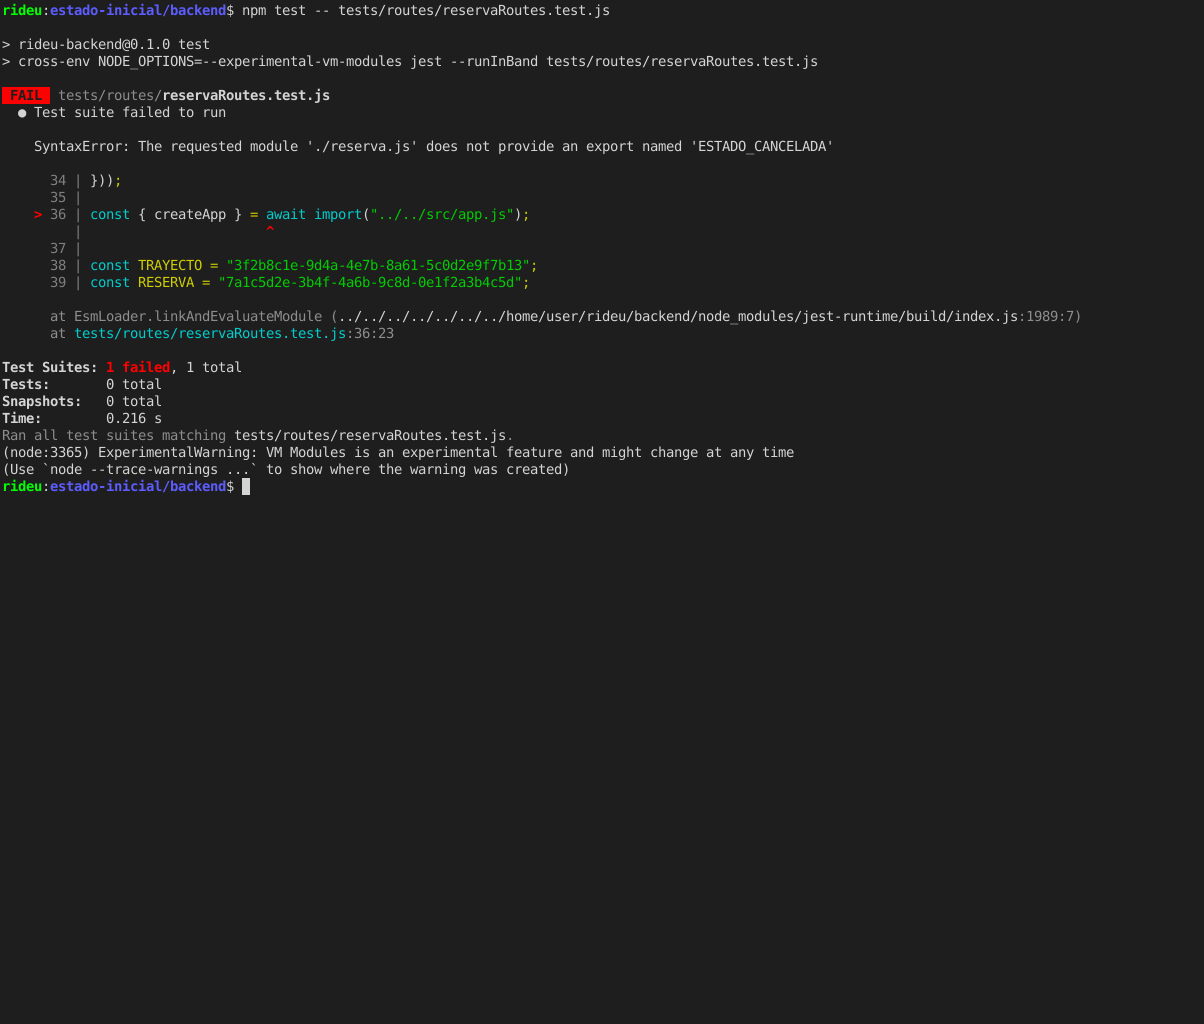 rideu:estado-inicial/backend$ npm test -- tests/routes/reservaRoutes.test.js
> rideu-backend@0.1.0 test
> cross-env NODE_OPTIONS=--experimental-vm-modules jest --runInBand tests/routes/reservaRoutes.test.js
FAIL tests/routes/reservaRoutes.test.js
● Test suite failed to run
SyntaxError: The requested module './reserva.js' does not provide an export named 'ESTADO_CANCELADA'
34 | }));
35 |
> 36 | const { createApp } = await import("../../src/app.js");
| ^
37 |
38 | const TRAYECTO = "3f2b8c1e-9d4a-4e7b-8a61-5c0d2e9f7b13";
39 | const RESERVA = "7a1c5d2e-3b4f-4a6b-9c8d-0e1f2a3b4c5d";
at EsmLoader.linkAndEvaluateModule (../../../../../../../home/user/rideu/backend/node_modules/jest-runtime/build/index.js:1989:7)
at tests/routes/reservaRoutes.test.js:36:23
Test Suites: 1 failed, 1 total
Tests: 0 total
Snapshots: 0 total
Time: 0.216 s
Ran all test suites matching tests/routes/reservaRoutes.test.js.
(node:3365) ExperimentalWarning: VM Modules is an experimental feature and might change at any time
(Use `node --trace-warnings ...` to show where the warning was created)
rideu:estado-inicial/backend$